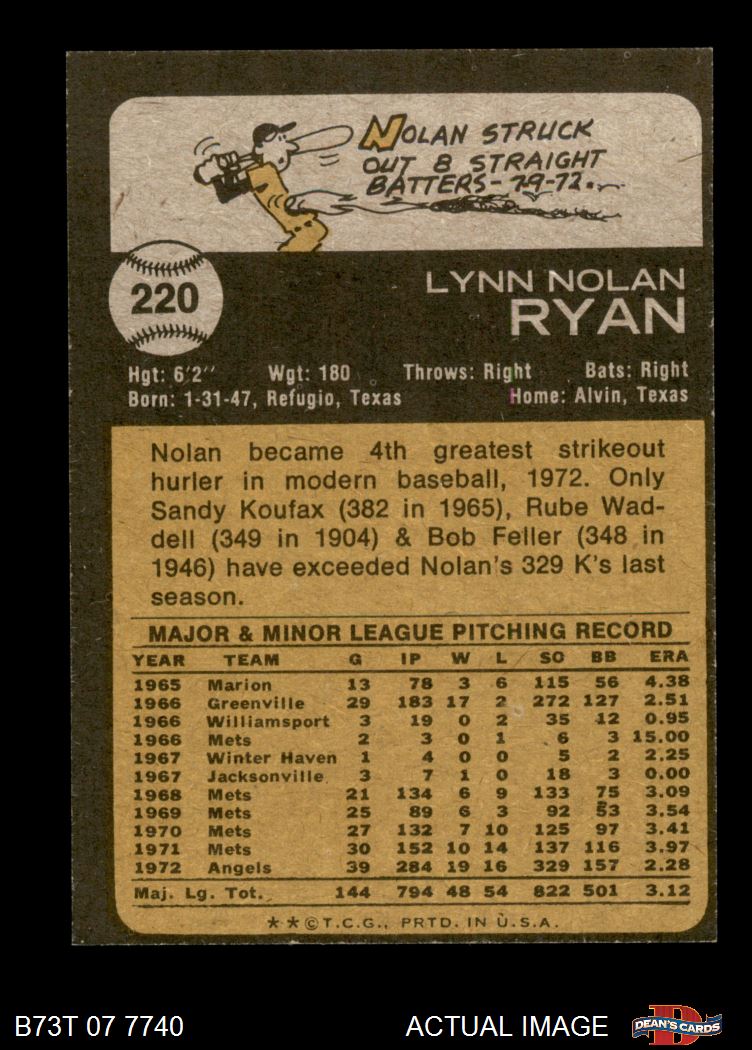 NOLAN STRUCK
OUT 8 STRAIGHT
BATTERS- 7-9-72.
220
LYNN NOLAN
RYAN
Hgt: 6'2'' Wgt: 180 Throws: Right Bats: Right
Born: 1-31-47, Refugio, Texas Home: Alvin, Texas
Nolan became 4th greatest strikeout
hurler in modern baseball, 1972. Only
Sandy Koufax (382 in 1965), Rube Wad-
dell (349 in 1904) & Bob Feller (348 in
1946) have exceeded Nolan's 329 K's last
season.
MAJOR & MINOR LEAGUE PITCHING RECORD
YEAR TEAM G IP W L SO BB ERA
1965 Marion 13 78 3 6 115 56 4.38
1966 Greenville 29 183 17 2 272 127 2.51
1966 Williamsport 3 19 0 2 35 12 0.95
1966 Mets 2 3 0 1 6 3 15.00
1967 Winter Haven 1 4 0 0 5 2 2.25
1967 Jacksonville 3 7 1 0 18 3 0.00
1968 Mets 21 134 6 9 133 75 3.09
1969 Mets 25 89 6 3 92 53 3.54
1970 Mets 27 132 7 10 125 97 3.41
1971 Mets 30 152 10 14 137 116 3.97
1972 Angels 39 284 19 16 329 157 2.28
Maj. Lg. Tot. 144 794 48 54 822 501 3.12
**©T.C.G., PRTD. IN U.S.A.
B73T 07 7740 ACTUAL IMAGE DEAN'S CARDS